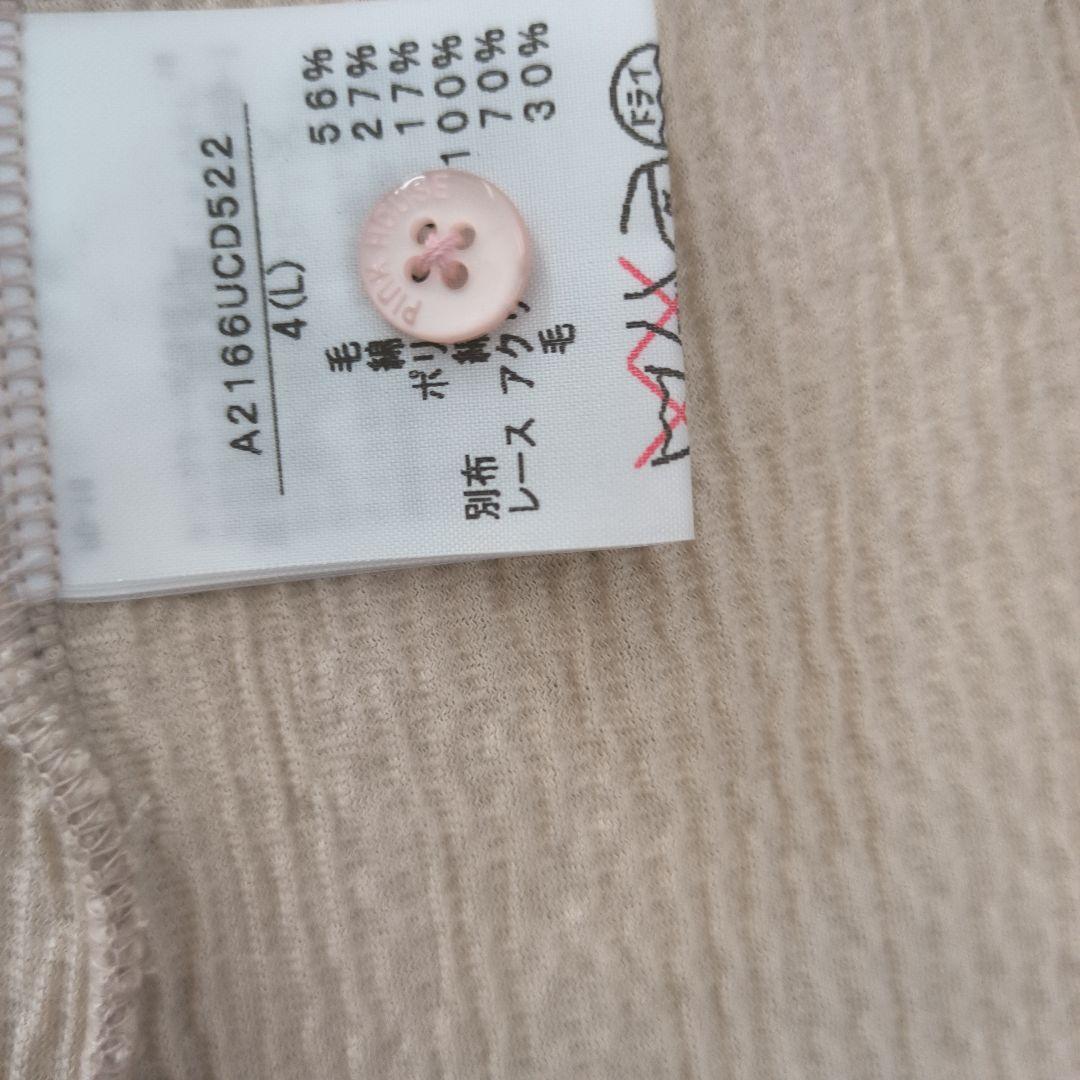 A2166UCD522
4(L)
毛 56%
綿 27%
ポリ 17%
別布 綿 100%
レース アクリ 70%
毛 30%
PINK HOUSE
ドライ